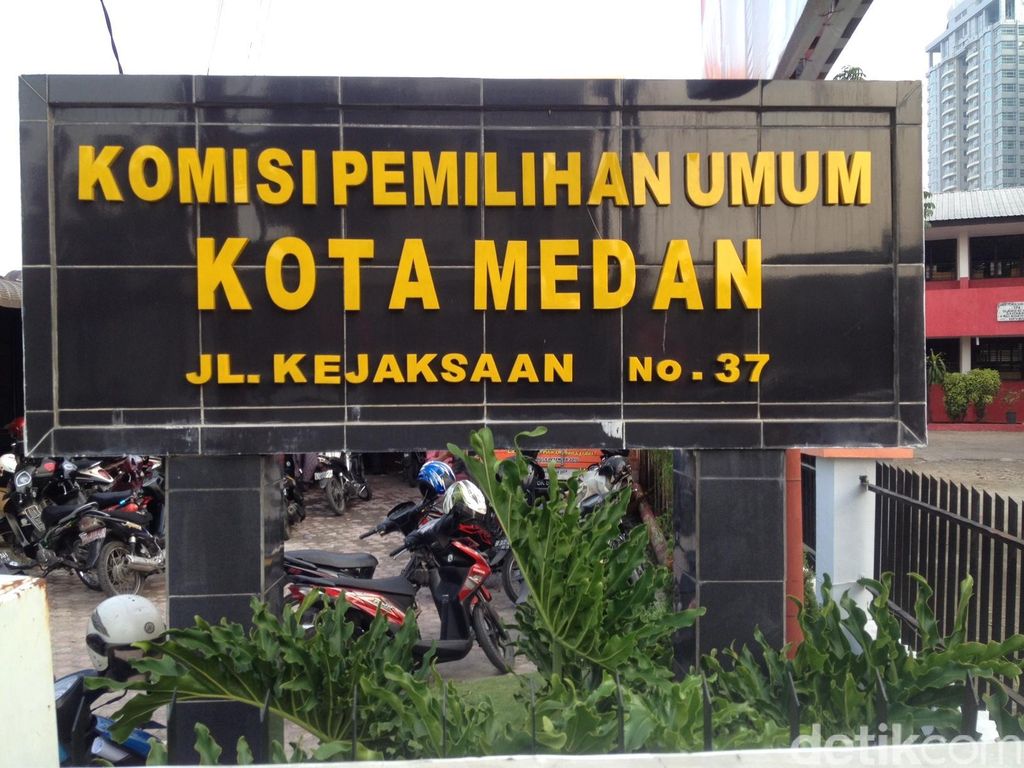 KOMISI PEMILIHAN UMUM
KOTA MEDAN
JL. KEJAKSAAN No. 37
detikcom